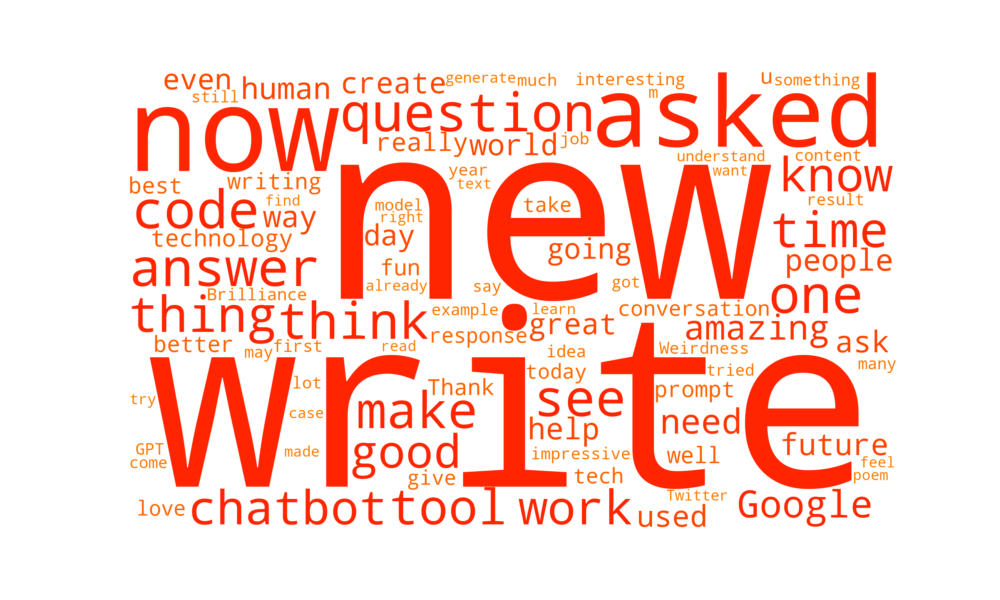 even still human create generate much interesting m u something
now question asked
really world job
understand want content know
best writing year text
new
find model right take result
code way day time
technology going people
answer fun already say got
Brilliance example learn conversation one
thing think response great amazing ask
better may first read idea Weirdness many
write
today tried
try lot Thank see prompt
case make need
help future
GPT come made good impressive well feel poem
give tech
love chatbot tool work used Twitter Google